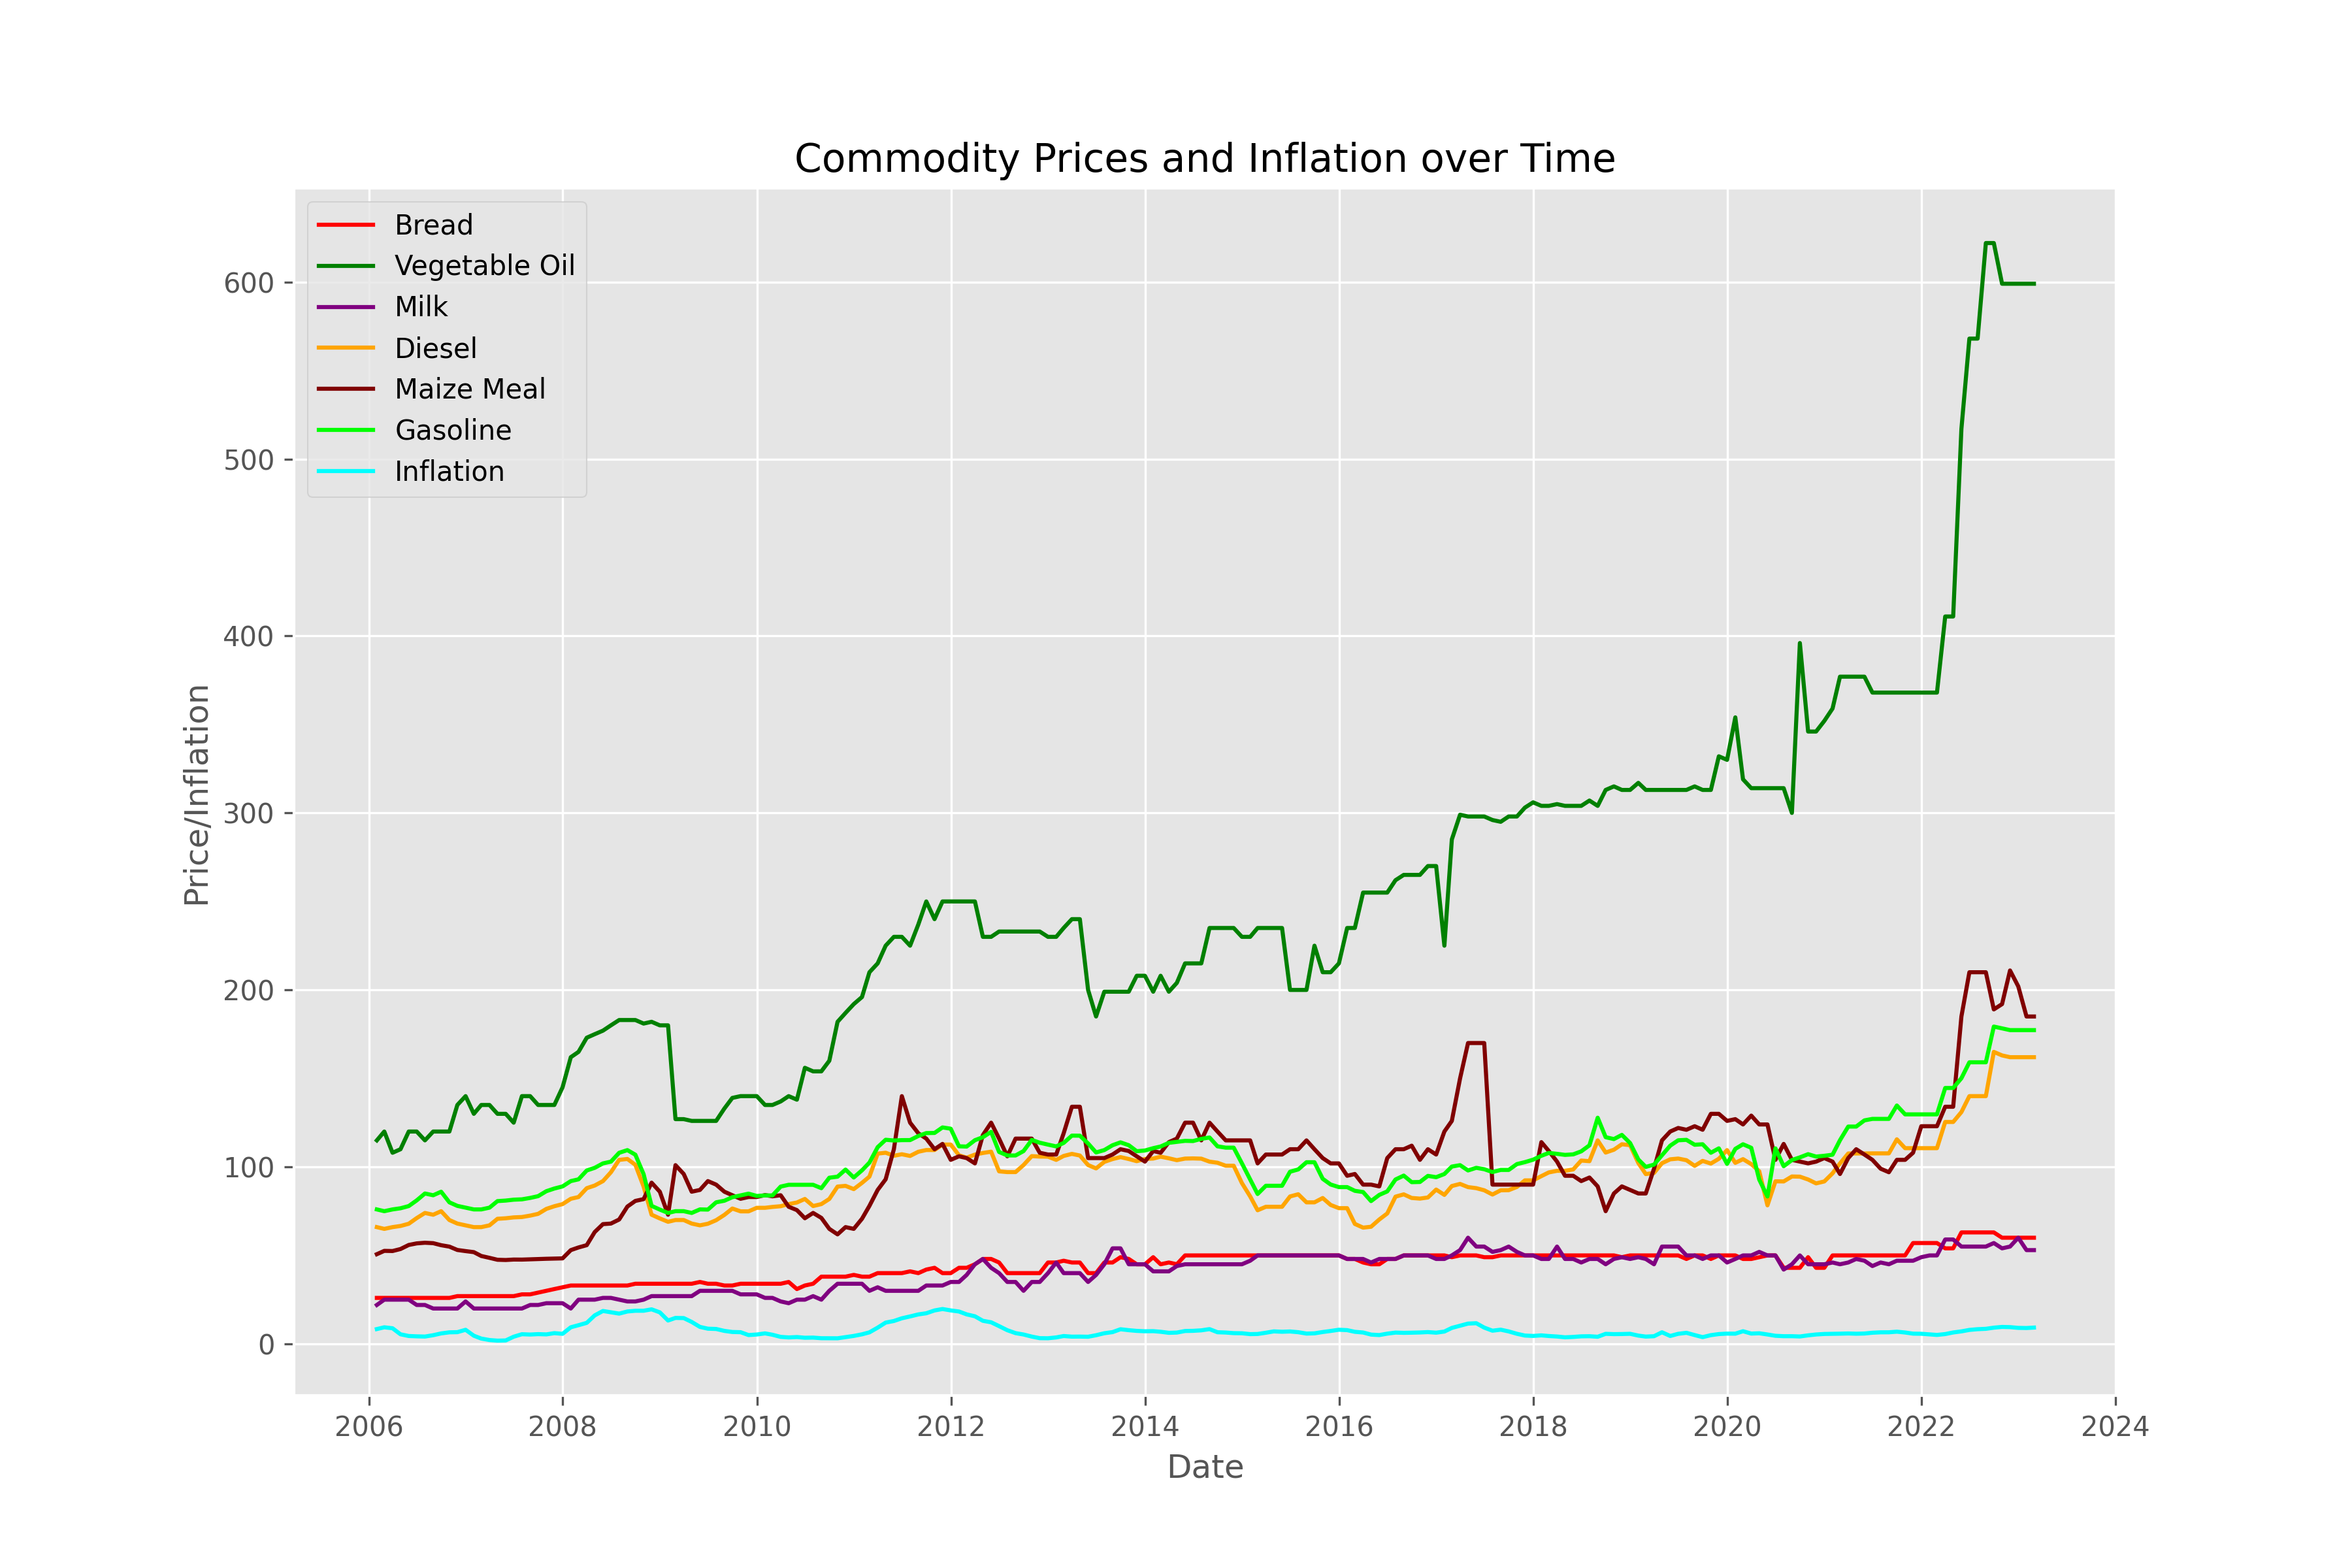 Commodity Prices and Inflation over Time
Bread
Vegetable Oil
Milk
Diesel
Maize Meal
Gasoline
Inflation
600
500
400
300
200
100
0
Price/Inflation
2006 2008 2010 2012 2014 2016 2018 2020 2022 2024
Date